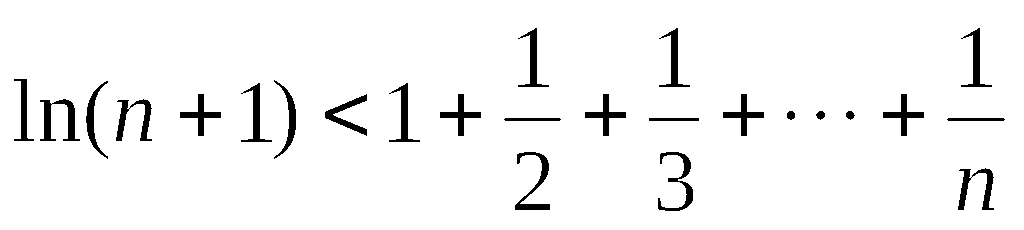 ln(n + 1) < 1 + 1/2 + 1/3 + ⋯ + 1/n